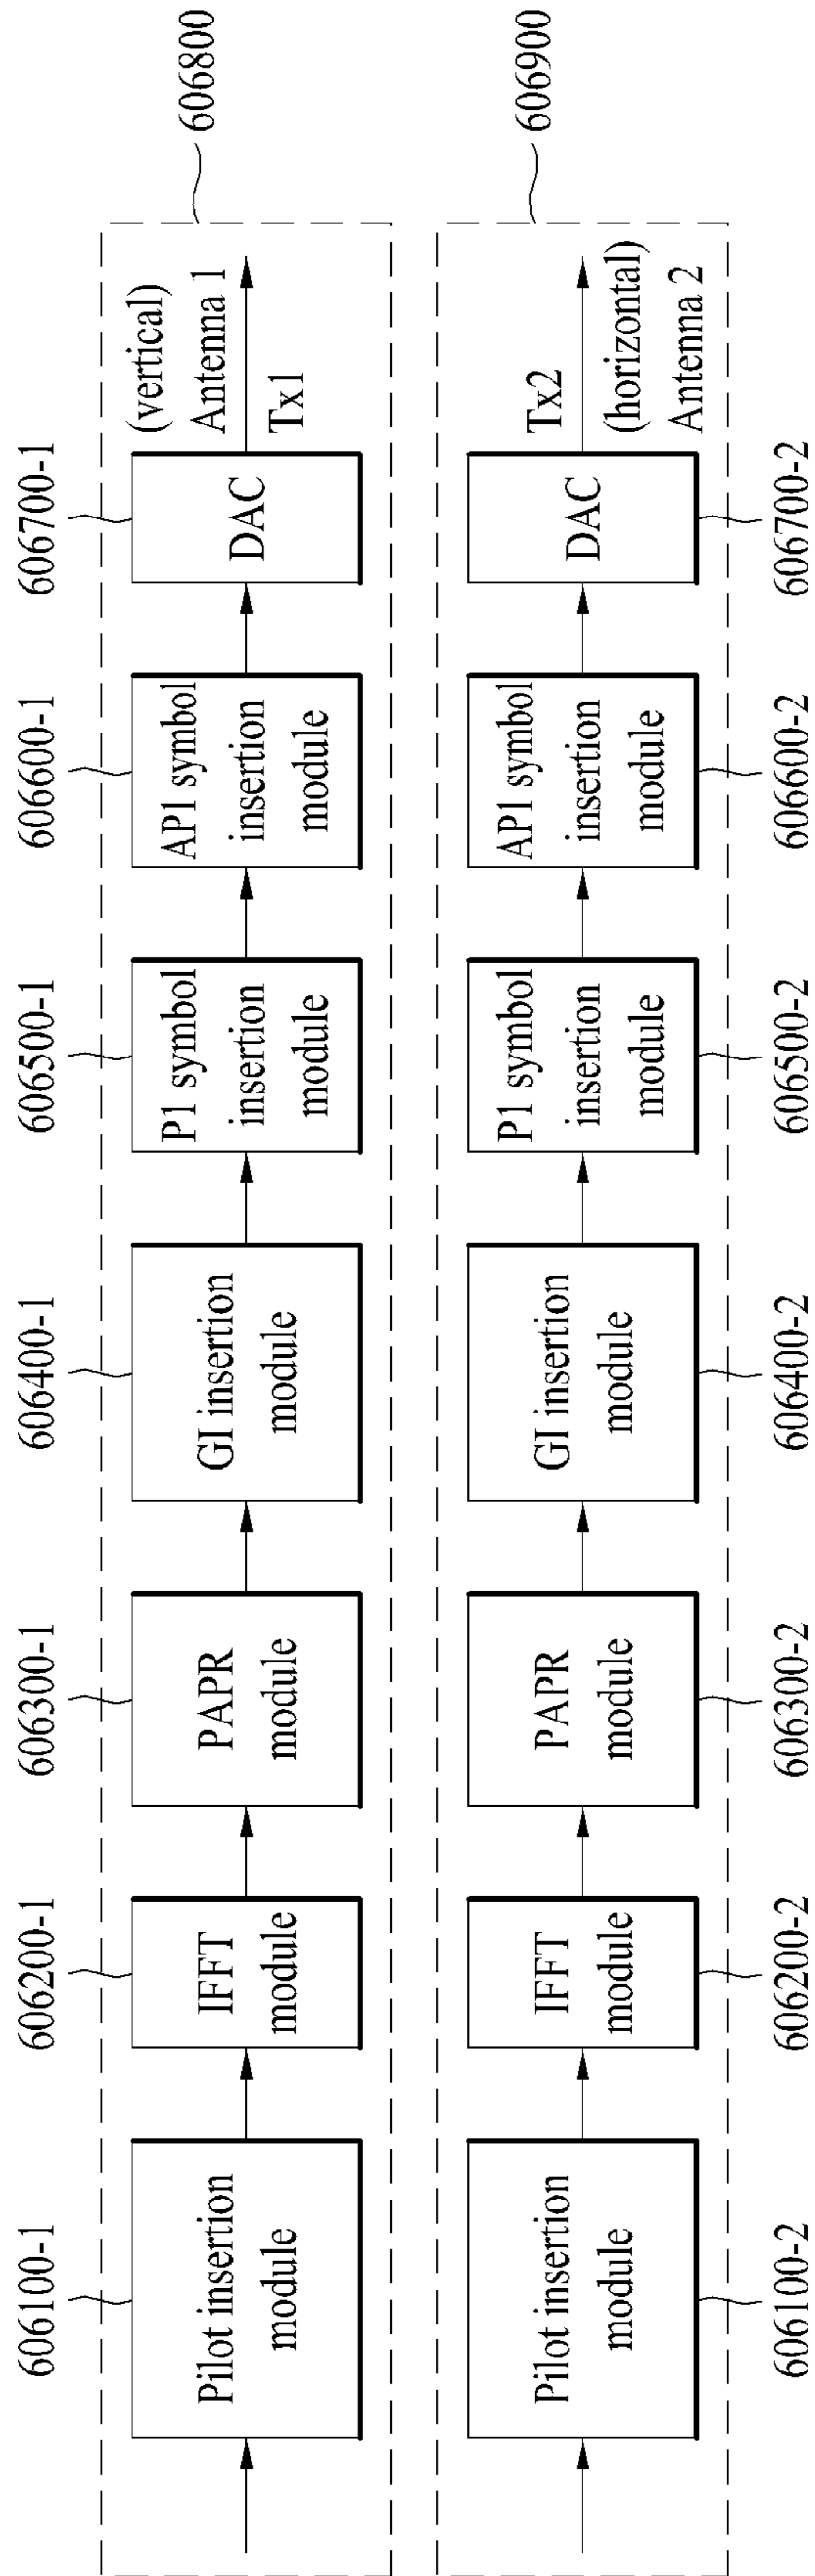 606100-1
606200-1
606300-1
606400-1
606500-1
606600-1
606700-1
606800
Pilot insertion
module
IFFT
module
PAPR
module
GI insertion
module
P1 symbol
insertion
module
AP1 symbol
insertion
module
DAC
(vertical)
Antenna 1
Tx1
606900
Pilot insertion
module
IFFT
module
PAPR
module
GI insertion
module
P1 symbol
insertion
module
AP1 symbol
insertion
module
DAC
Tx2
(horizontal)
Antenna 2
606100-2
606200-2
606300-2
606400-2
606500-2
606600-2
606700-2